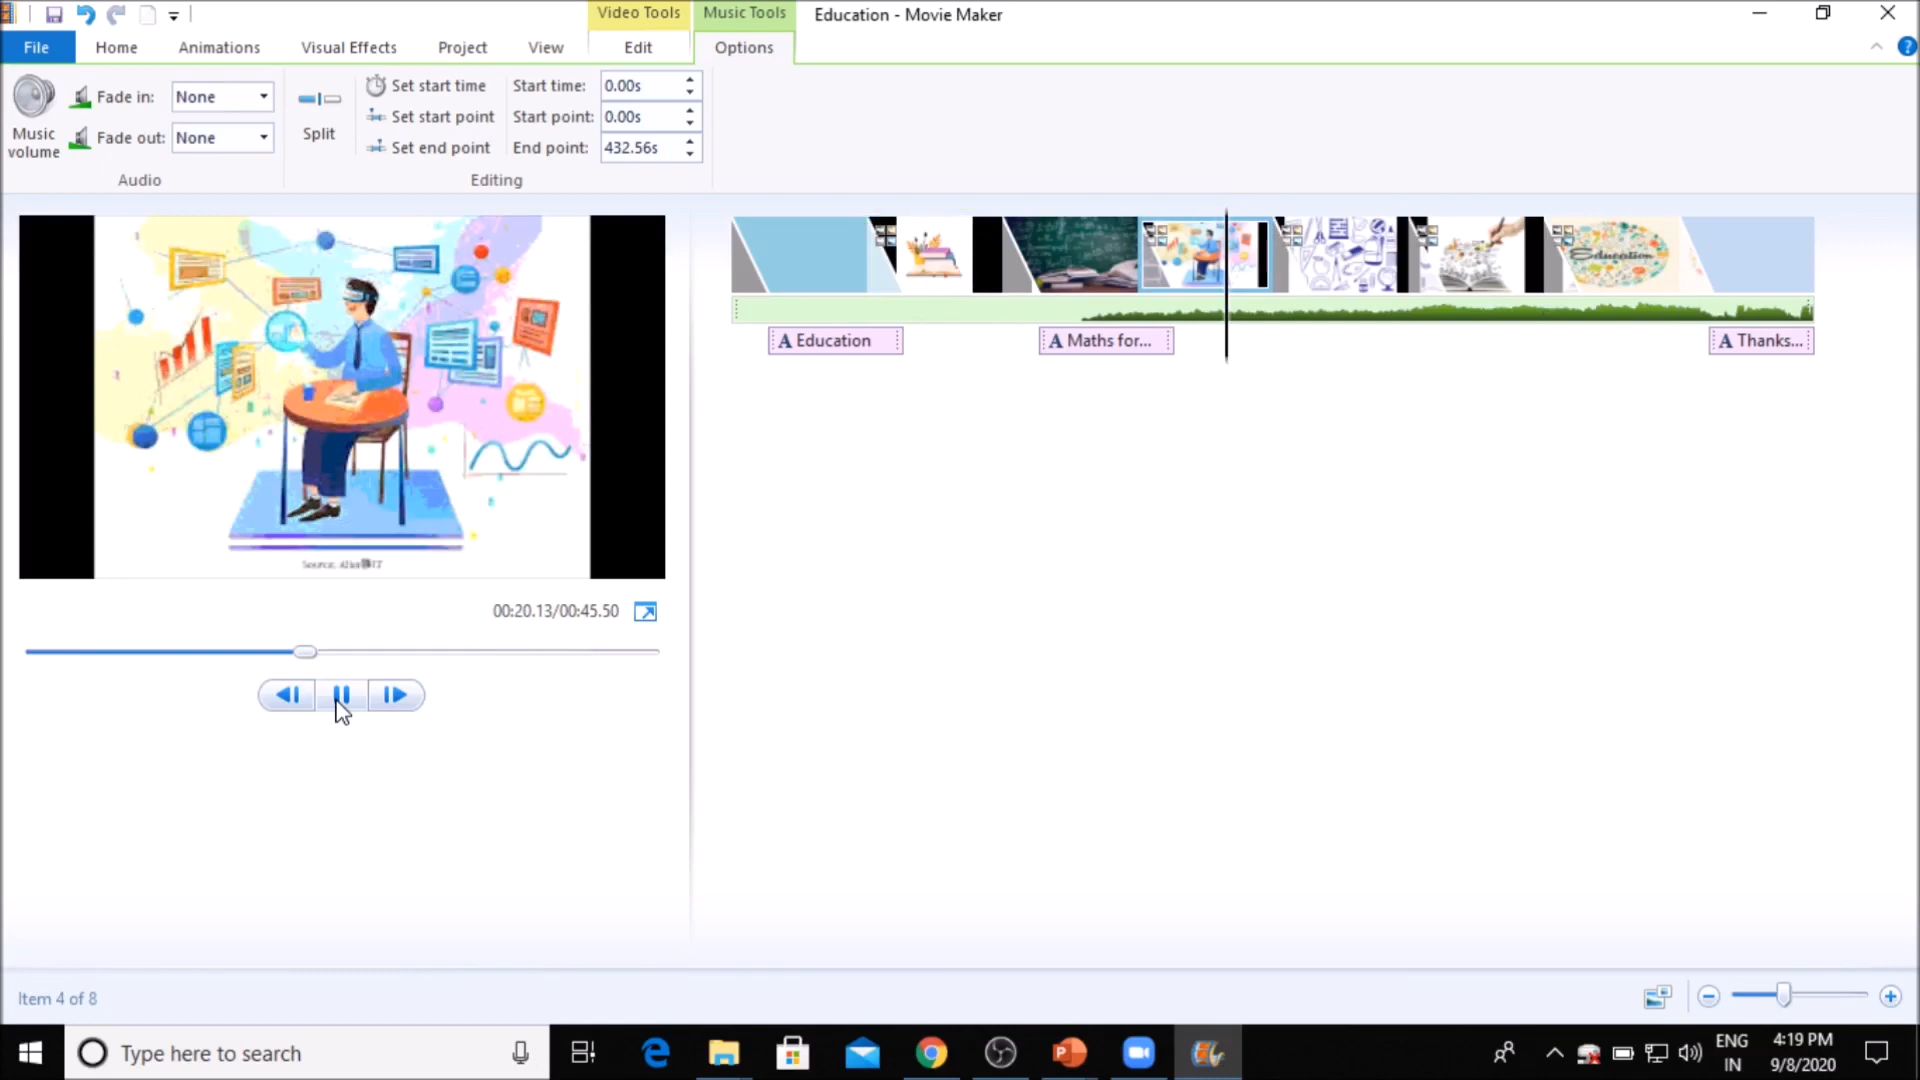 Video Tools
Music Tools
Education - Movie Maker
File
Home
Animations
Visual Effects
Project
View
Edit
Options
Music volume
Fade in:
None
Fade out:
None
Audio
Split
Set start time
Set start point
Set end point
Start time:
0.00s
Start point:
0.00s
End point:
432.56s
Editing
Education
A Education
A Maths for...
A Thanks...
00:20.13/00:45.50
Item 4 of 8
Type here to search
ENG
IN
4:19 PM
9/8/2020